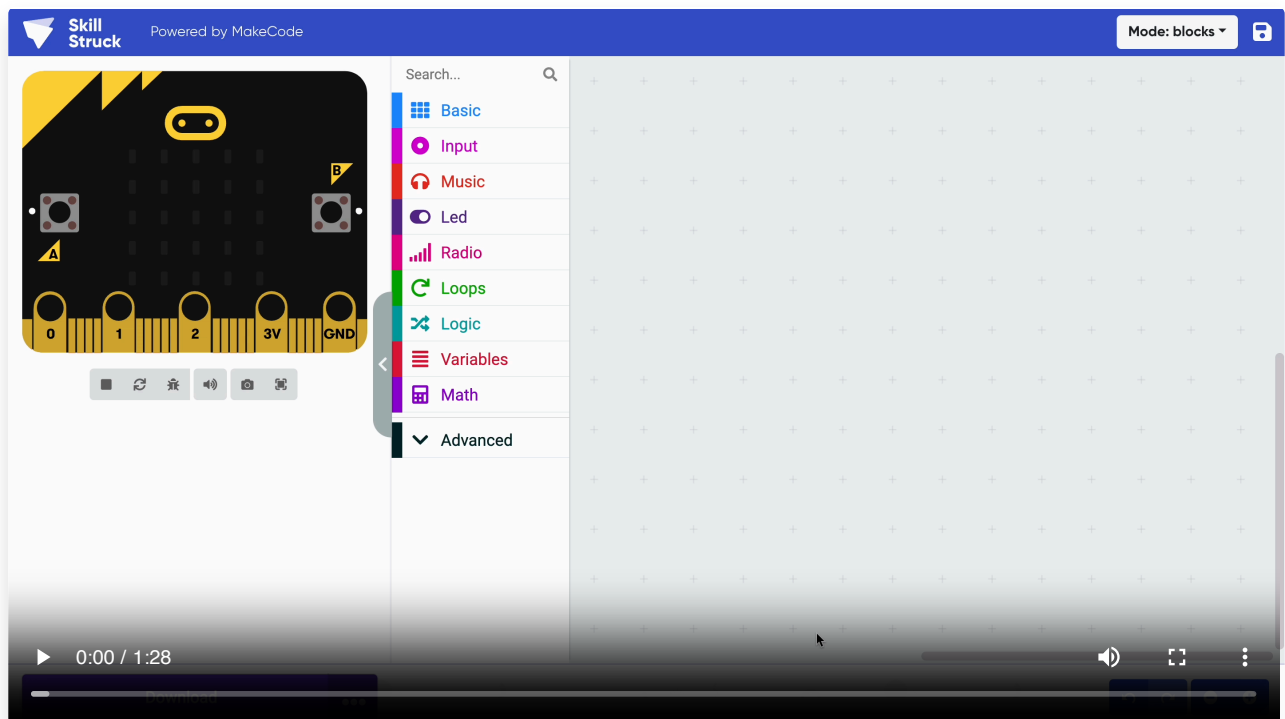 Skill
Struck
Powered by MakeCode
Mode: blocks
Search...
Basic
Input
Music
Led
Radio
Loops
Logic
Variables
Math
Advanced
B
A
0 1 2 3V GND
0:00 / 1:28
Download